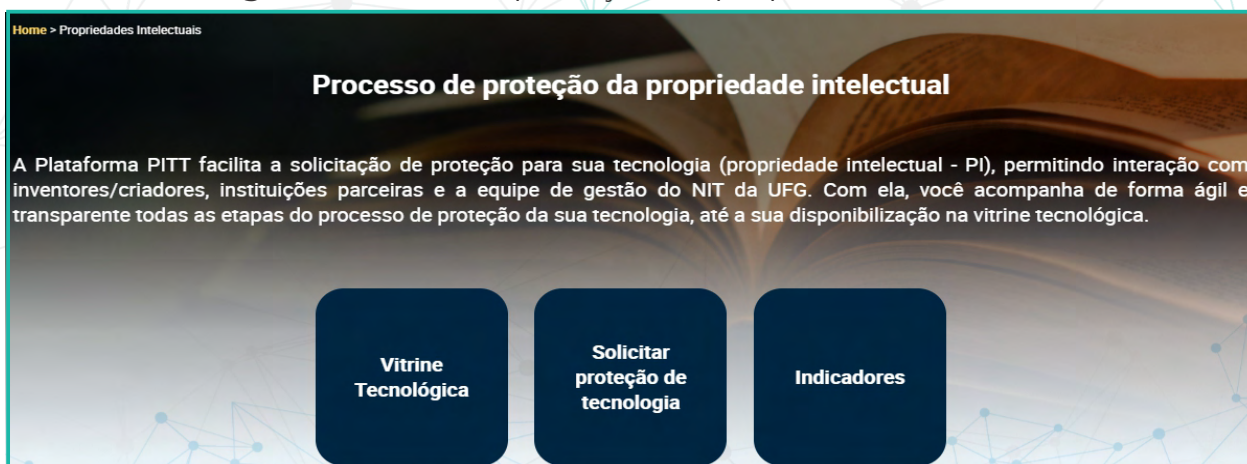 Home > Propriedades Intelectuais
Processo de proteção da propriedade intelectual
A Plataforma PITT facilita a solicitação de proteção para sua tecnologia (propriedade intelectual - PI), permitindo interação com
inventores/criadores, instituições parceiras e a equipe de gestão do NIT da UFG. Com ela, você acompanha de forma ágil e
transparente todas as etapas do processo de proteção da sua tecnologia, até a sua disponibilização na vitrine tecnológica.
Vitrine
Tecnológica
Solicitar
proteção de
tecnologia
Indicadores